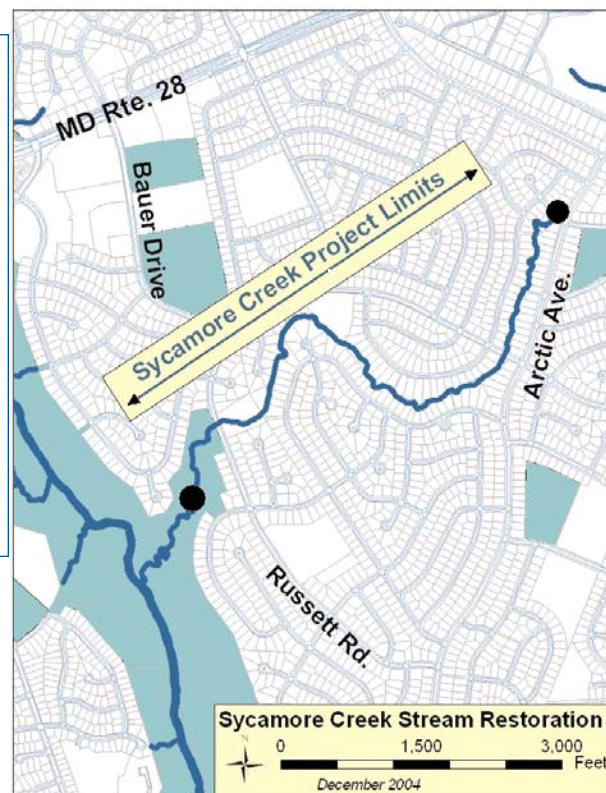 MD Rte. 28
Bauer Drive
Sycamore Creek Project Limits
Arctic Ave.
Russett Rd.
Sycamore Creek Stream Restoration
0 1,500 3,000
Feet
December 2004